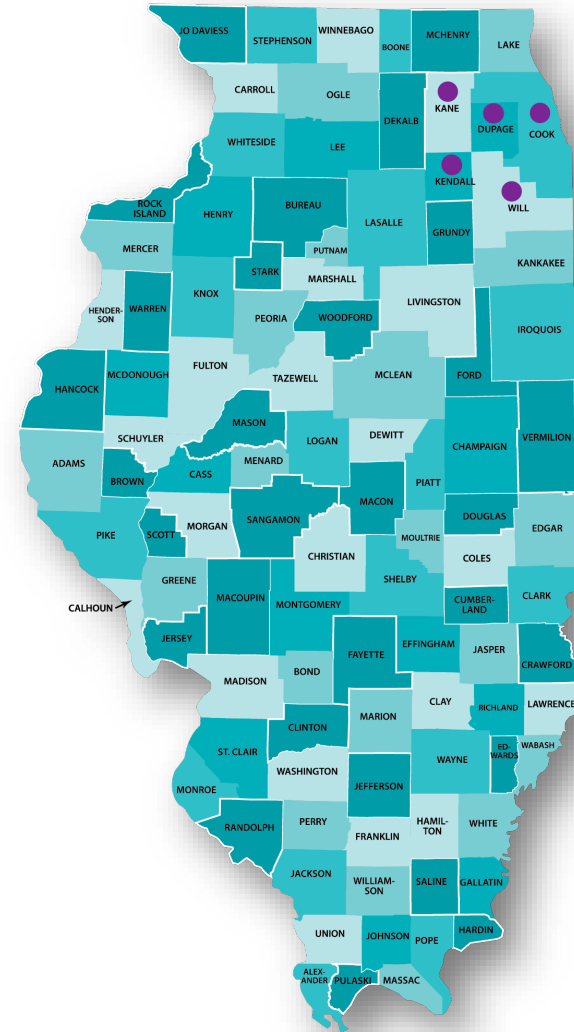 JO DAVIESS
STEPHENSON
WINNEBAGO
BOONE
MCHENRY
LAKE
CARROLL
OGLE
DEKALB
KANE
DUPAGE
COOK
WHITESIDE
LEE
KENDALL
WILL
ROCK
ISLAND
HENRY
BUREAU
LASALLE
GRUNDY
MERCER
PUTNAM
KANKAKEE
STARK
MARSHALL
HENDER-
SON
WARREN
KNOX
PEORIA
WOODFORD
LIVINGSTON
IROQUOIS
HANCOCK
MCDONOUGH
FULTON
TAZEWELL
MCLEAN
FORD
SCHUYLER
MASON
LOGAN
DEWITT
CHAMPAIGN
VERMILION
ADAMS
BROWN
CASS
MENARD
PIATT
MACON
PIKE
SCOTT
MORGAN
SANGAMON
DOUGLAS
EDGAR
MOULTRIE
CHRISTIAN
COLES
GREENE
SHELBY
CALHOUN
MACOUPIN
MONTGOMERY
CUMBER-
LAND
CLARK
JERSEY
FAYETTE
EFFINGHAM
JASPER
CRAWFORD
MADISON
BOND
CLAY
RICHLAND
LAWRENCE
MARION
CLINTON
ST. CLAIR
WAYNE
ED-
WARDS
WABASH
WASHINGTON
MONROE
JEFFERSON
RANDOLPH
PERRY
FRANKLIN
HAMIL-
TON
WHITE
JACKSON
WILLIAM-
SON
SALINE
GALLATIN
UNION
JOHNSON
POPE
HARDIN
ALEX-
ANDER
PULASKI
MASSAC